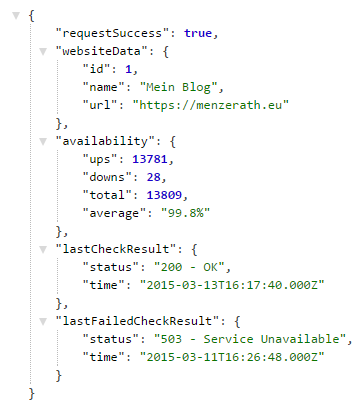 {
"requestSuccess": true,
"websiteData": {
"id": 1,
"name": "Mein Blog",
"url": "https://menzerath.eu"
},
"availability": {
"ups": 13781,
"downs": 28,
"total": 13809,
"average": "99.8%"
},
"lastCheckResult": {
"status": "200 - OK",
"time": "2015-03-13T16:17:40.000Z"
},
"lastFailedCheckResult": {
"status": "503 - Service Unavailable",
"time": "2015-03-11T16:26:48.000Z"
}
}